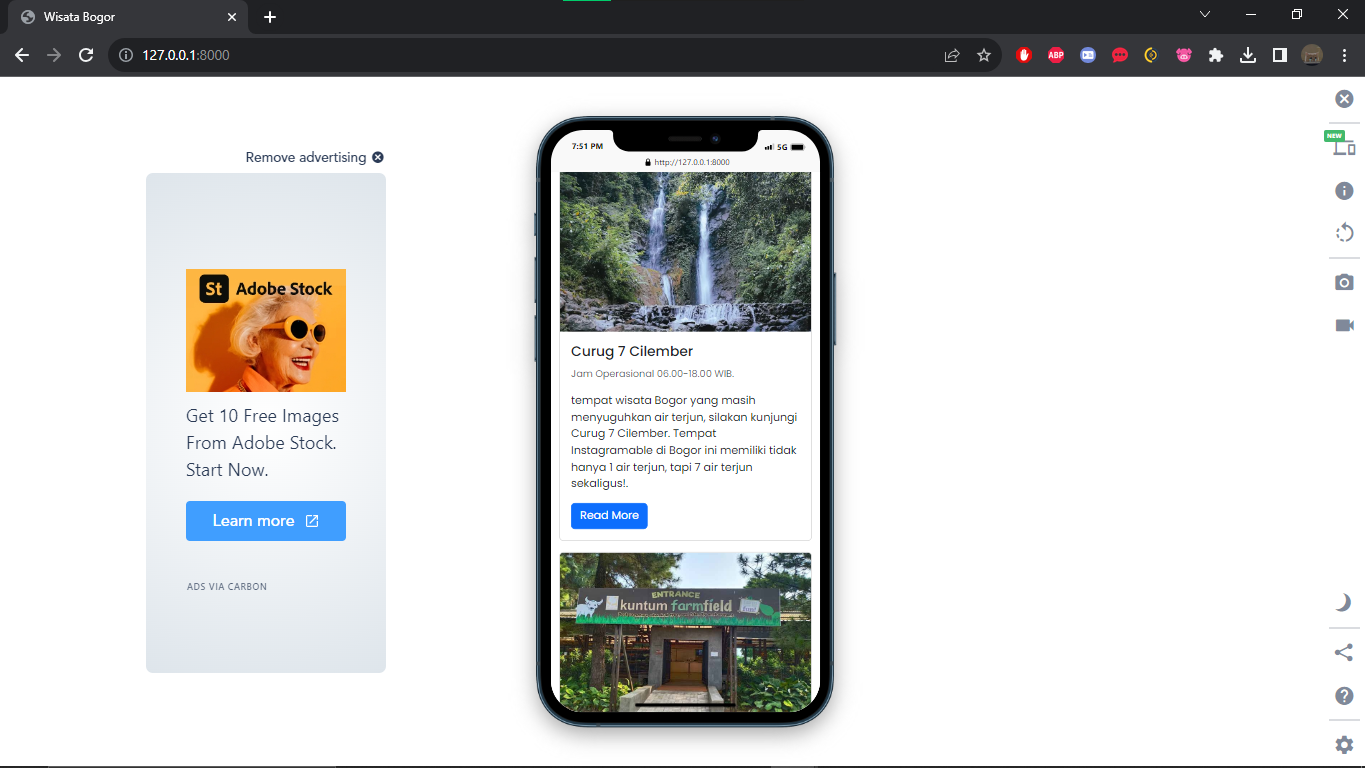 Wisata Bogor
127.0.0.1:8000
ABP
NEW
Remove advertising
St Adobe Stock
Get 10 Free Images
From Adobe Stock.
Start Now.
Learn more
ADS VIA CARBON
7:51 PM
5G
http://127.0.0.1:8000
Curug 7 Cilember
Jam Operasional 06.00-18.00 WIB.
tempat wisata Bogor yang masih
menyuguhkan air terjun, silakan kunjungi
Curug 7 Cilember. Tempat
Instagramable di Bogor ini memiliki tidak
hanya 1 air terjun, tapi 7 air terjun
sekaligus!.
Read More
ENTRANCE
kuntum farmfield